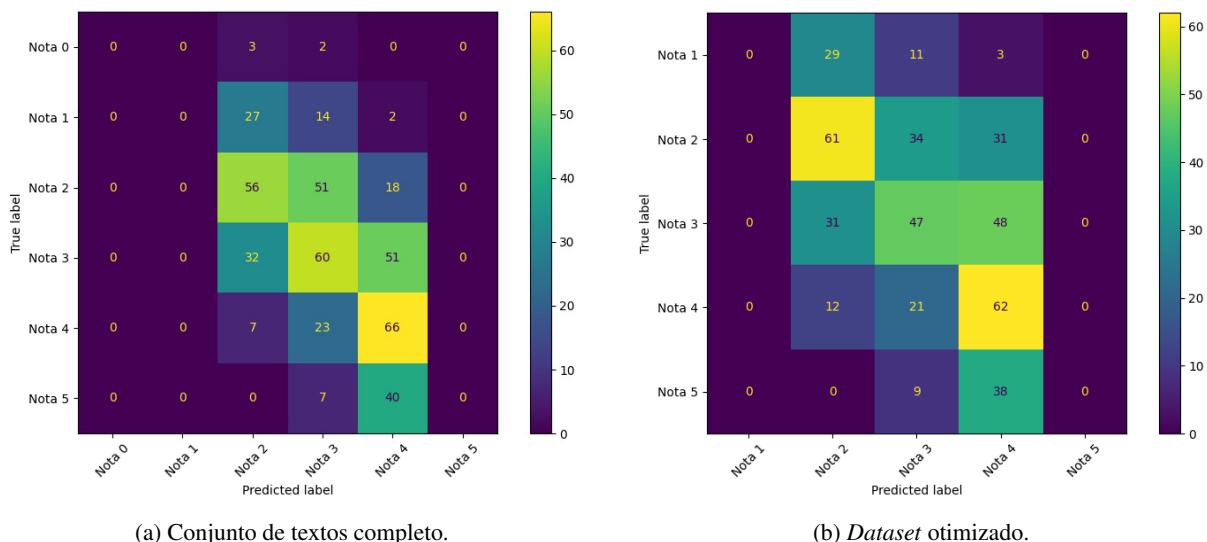 Nota 0 0 0 3 2 0 0
Nota 1 0 0 27 14 2 0
Nota 2 0 0 56 51 18 0
Nota 3 0 0 32 60 51 0
Nota 4 0 0 7 23 66 0
Nota 5 0 0 0 7 40 0
Nota 0 Nota 1 Nota 2 Nota 3 Nota 4 Nota 5
Predicted label
True label
60
50
40
30
20
10
0
(a) Conjunto de textos completo.
Nota 1 0 29 11 3 0
Nota 2 0 61 34 31 0
Nota 3 0 31 47 48 0
Nota 4 0 12 21 62 0
Nota 5 0 0 9 38 0
Nota 1 Nota 2 Nota 3 Nota 4 Nota 5
Predicted label
True label
60
50
40
30
20
10
0
(b) Dataset otimizado.